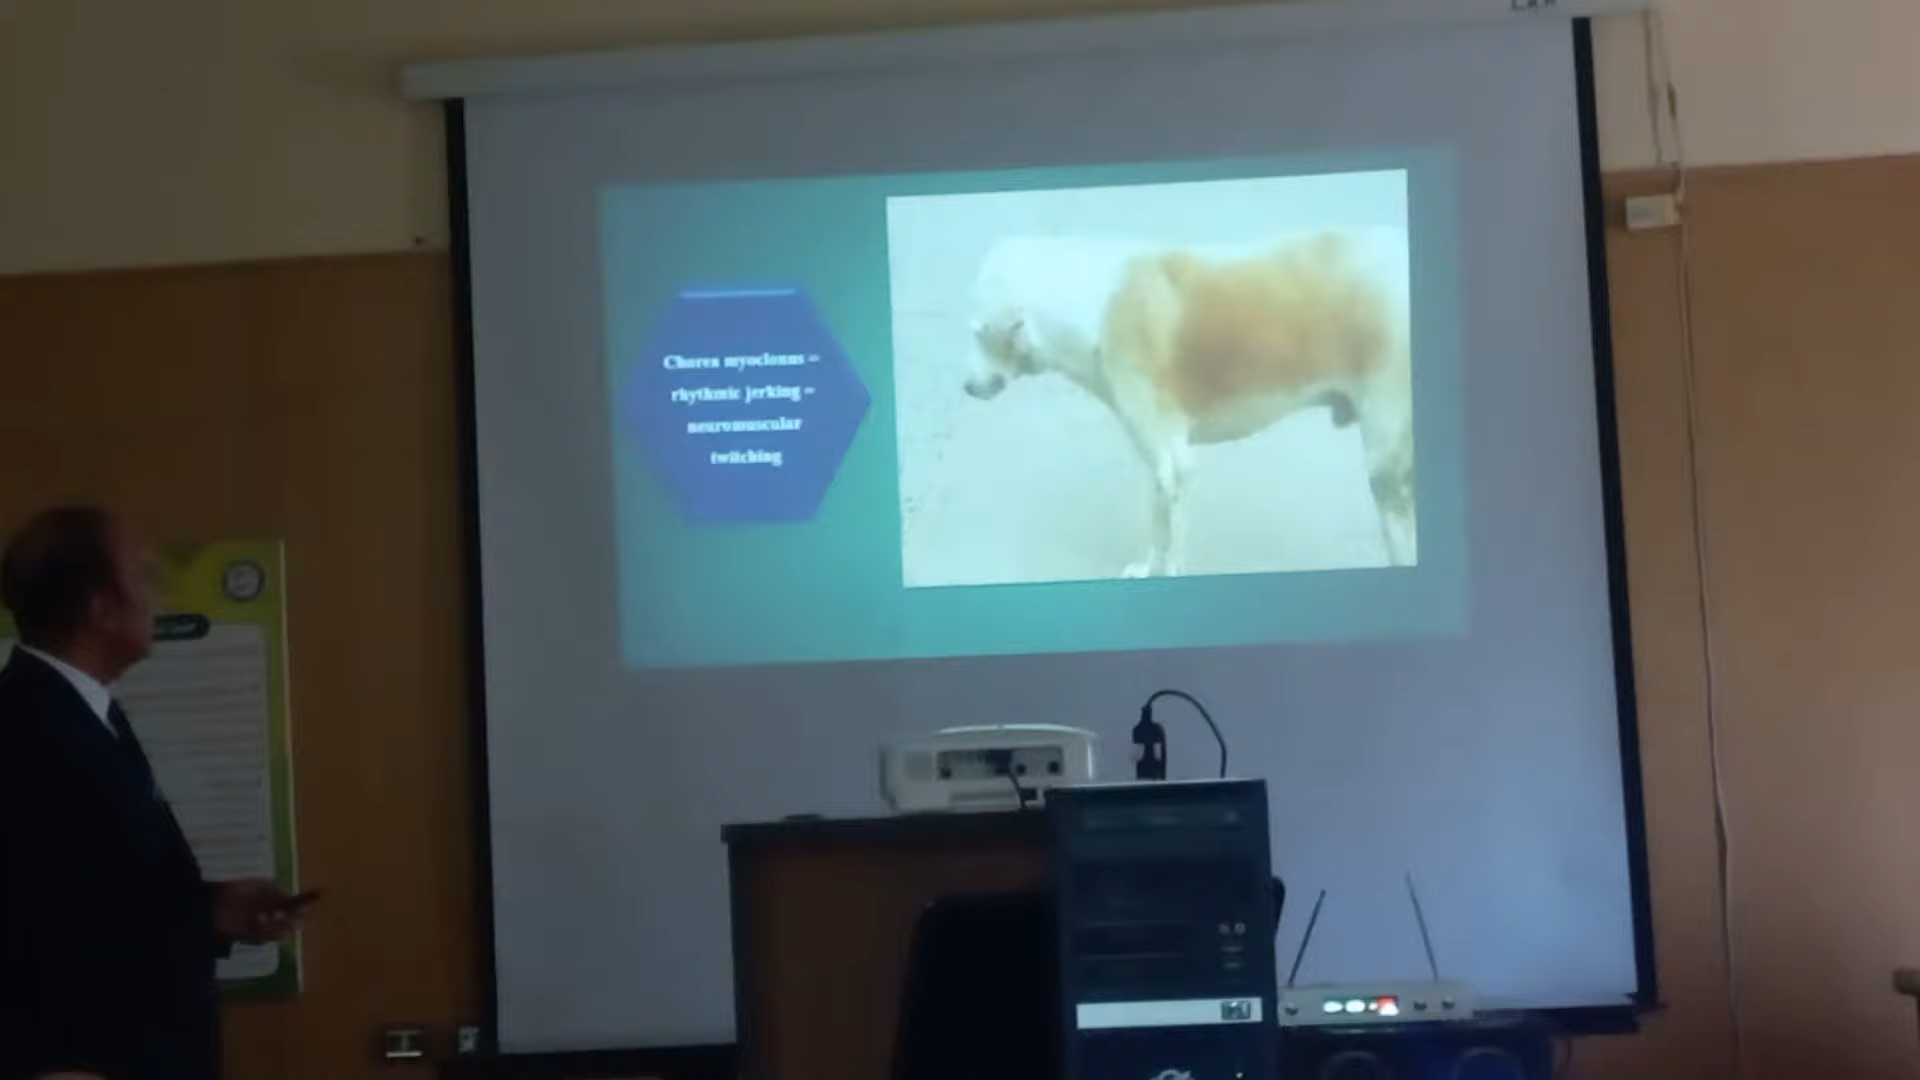 Chorea myoclonus =
rhythmic jerking =
neuromuscular
twitching